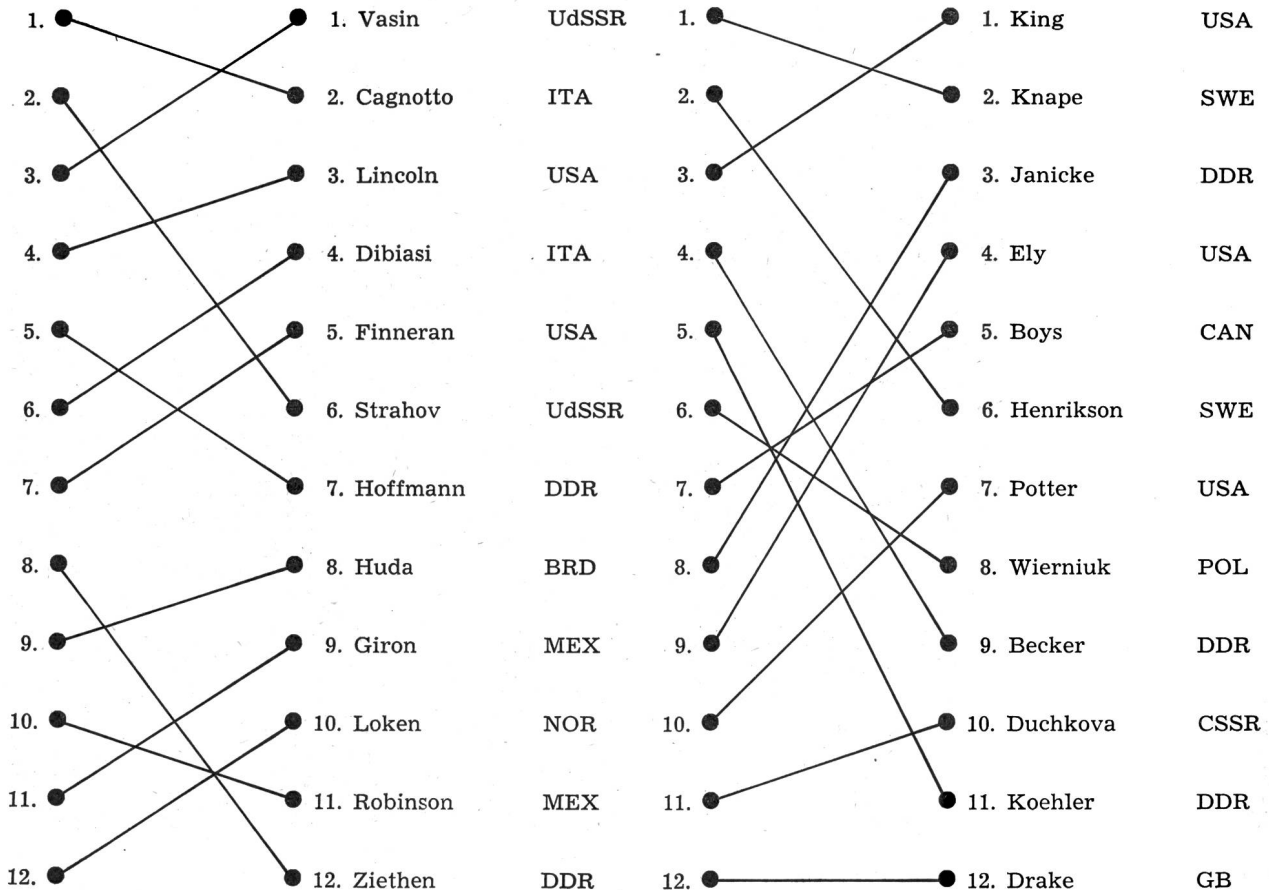 1. 1. Vasin UdSSR 1. 1. King USA
2. 2. Cagnotto ITA 2. 2. Knape SWE
3. 3. Lincoln USA 3. 3. Janicke DDR
4. 4. Dibiasi ITA 4. 4. Ely USA
5. 5. Finneran USA 5. 5. Boys CAN
6. 6. Strahov UdSSR 6. 6. Henrikson SWE
7. 7. Hoffmann DDR 7. 7. Potter USA
8. 8. Huda BRD 8. 8. Wierniuk POL
9. 9. Giron MEX 9. 9. Becker DDR
10. 10. Loken NOR 10. 10. Duchkova CSSR
11. 11. Robinson MEX 11. 11. Koehler DDR
12. 12. Ziethen DDR 12. 12. Drake GB